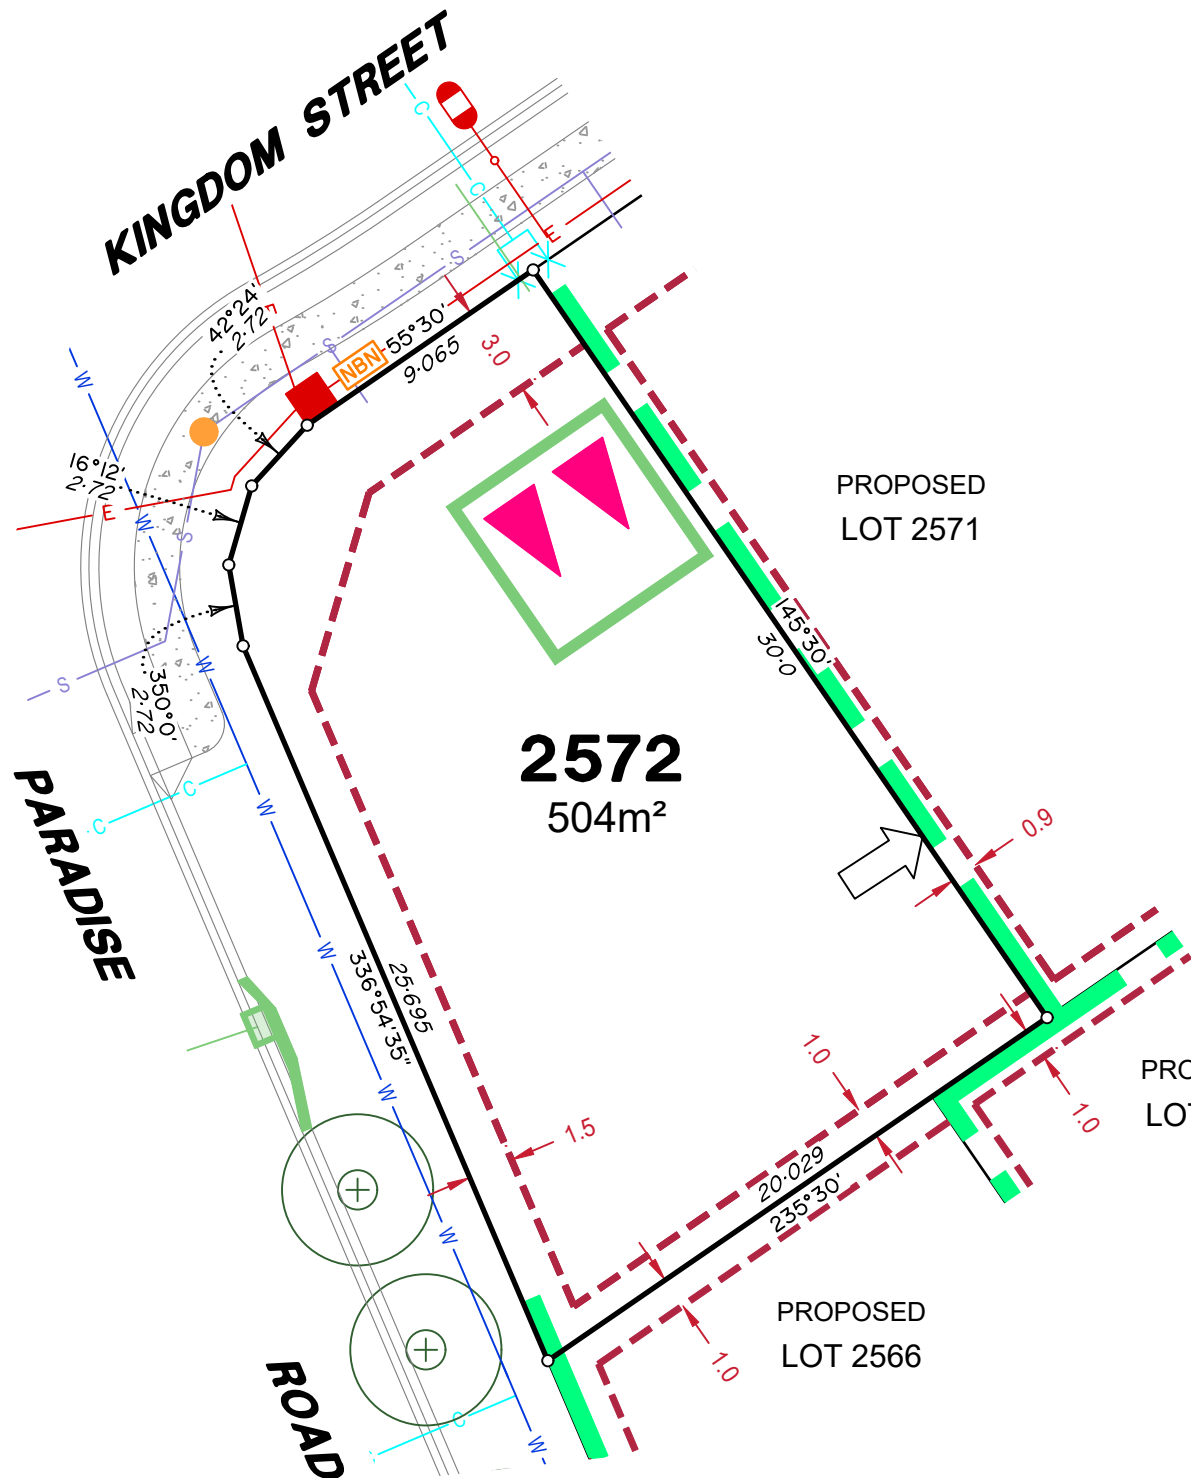 KINGDOM STREET
C
C
E
S
42°24'
2·72
S
NBN
55°30'
9·065
3.0
W
16°12'
2·72
E
W
S
PROPOSED
LOT 2571
145°30'
30·0
W
S
350°0'
2·72
2572
504m²
PARADISE
C
C
W
0.9
W
336°54'35"
25·695
1.0
PRO
LOT
1.0
W
1.5
20·029
235°30'
W
PROPOSED
LOT 2566
1.0
ROAD
C
W